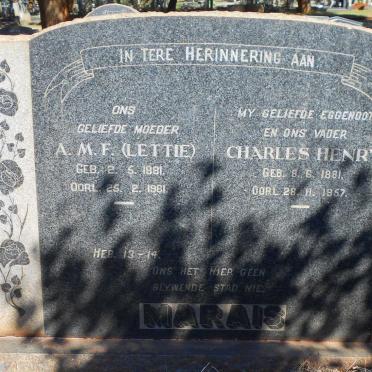 IN TERE HERINNERING AAN
ONS
GELIEFDE MOEDER
A. M. F. (LETTIE)
GEB. 2. 5. 1881.
OORL. 25. 2. 1961.
MY GELIEFDE EGGENOOT
EN ONS VADER
CHARLES HENRY
GEB. 8. 6. 1881.
OORL. 28. 11. 1957.
HEB. 13-14.
ONS HET HIER GEEN
BLYWENDE STAD NIE.
MARAIS